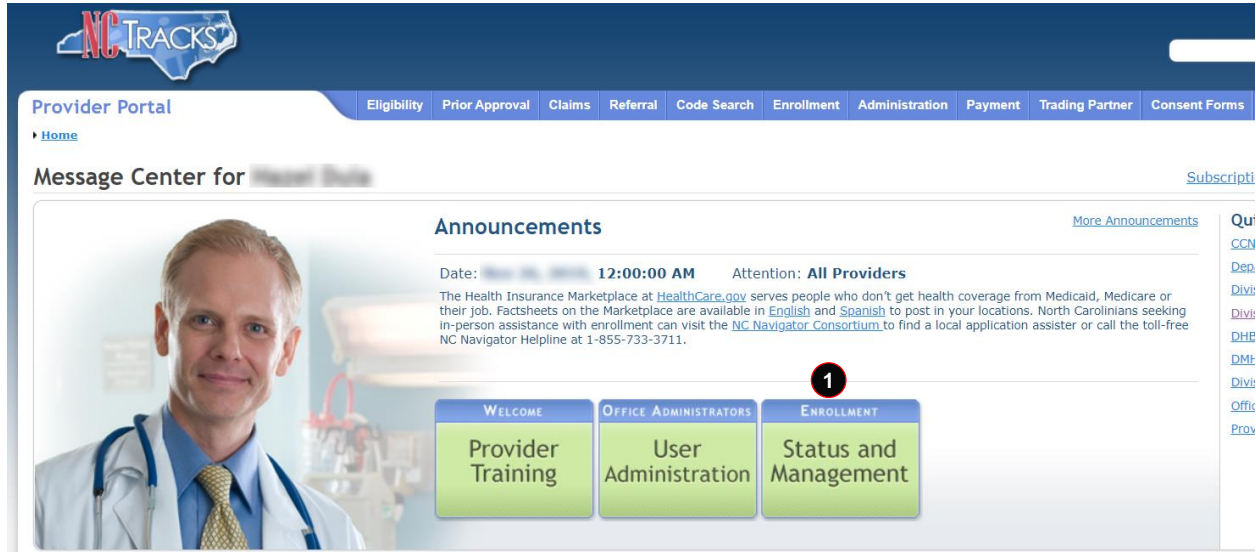 NCTRACKS
Provider Portal
Eligibility Prior Approval Claims Referral Code Search Enrollment Administration Payment Trading Partner Consent Forms
Home
Message Center for
Announcements
More Announcements
Date: 12:00:00 AM Attention: All Providers
The Health Insurance Marketplace at HealthCare.gov serves people who don't get health coverage from Medicaid, Medicare or
their job. Factsheets on the Marketplace are available in English and Spanish to post in your locations. North Carolinians seeking
in-person assistance with enrollment can visit the NC Navigator Consortium to find a local application assister or call the toll-free
NC Navigator Helpline at 1-855-733-3711.
1
WELCOME
Provider
Training
OFFICE ADMINISTRATORS
User
Administration
ENROLLMENT
Status and
Management